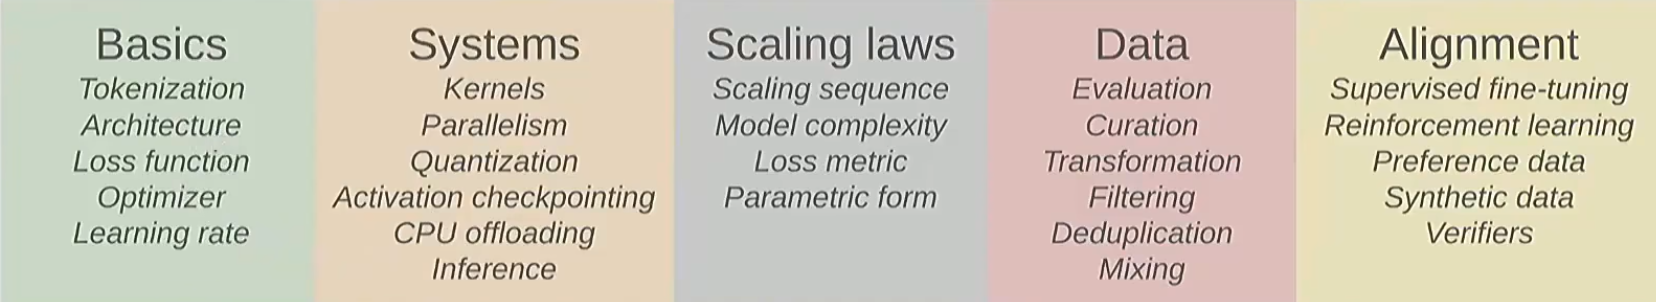 Basics
Tokenization
Architecture
Loss function
Optimizer
Learning rate
Systems
Kernels
Parallelism
Quantization
Activation checkpointing
CPU offloading
Inference
Scaling laws
Scaling sequence
Model complexity
Loss metric
Parametric form
Data
Evaluation
Curation
Transformation
Filtering
Deduplication
Mixing
Alignment
Supervised fine-tuning
Reinforcement learning
Preference data
Synthetic data
Verifiers